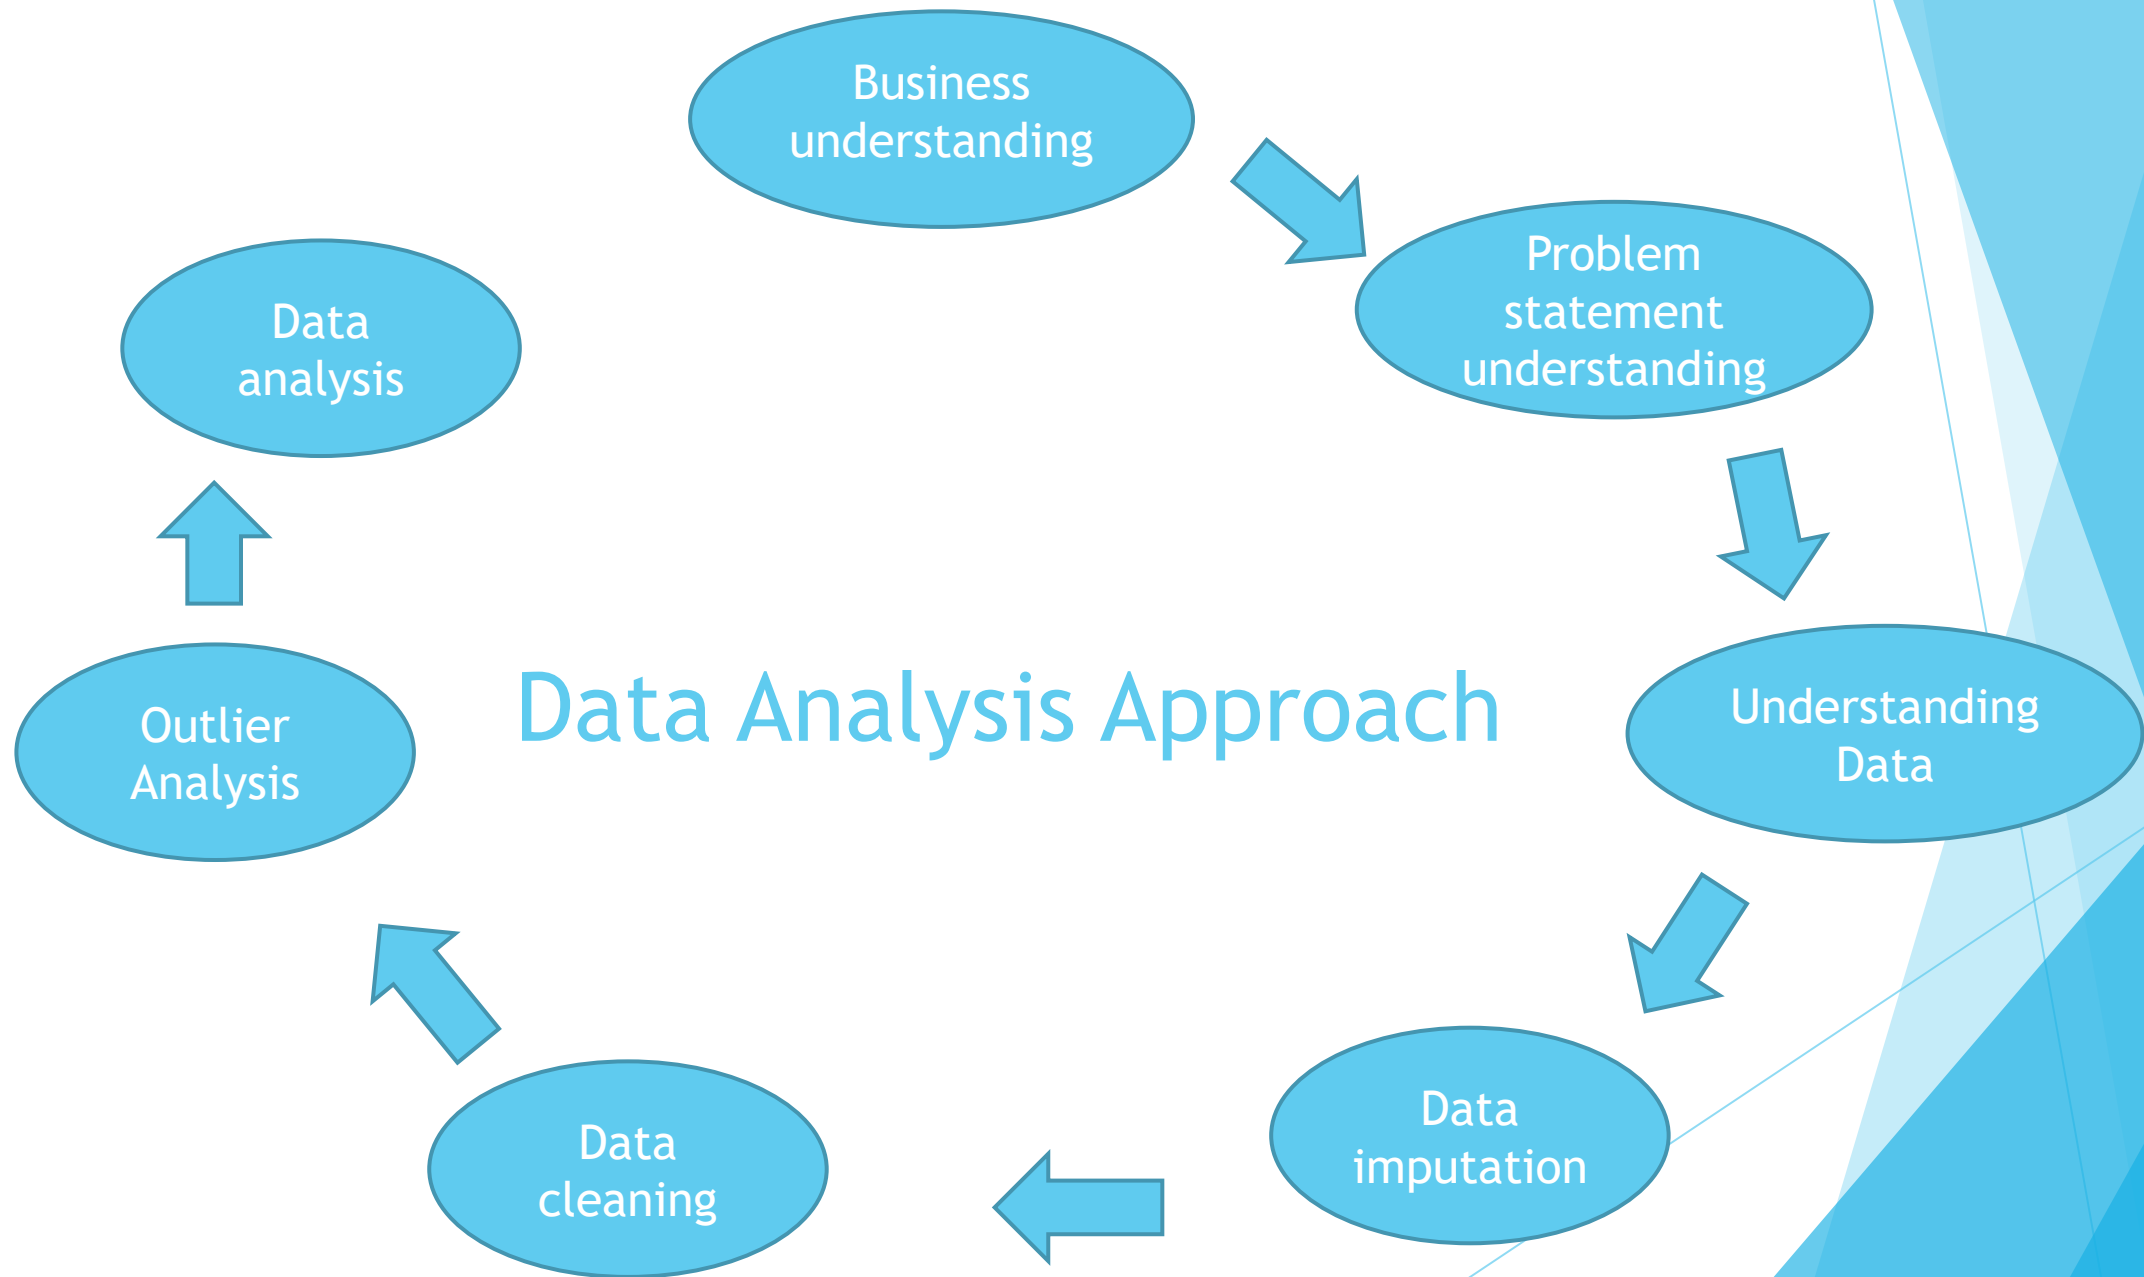 Business
understanding
Problem
statement
understanding
Understanding
Data
Data
imputation
Data
cleaning
Outlier
Analysis
Data
analysis
Data Analysis Approach